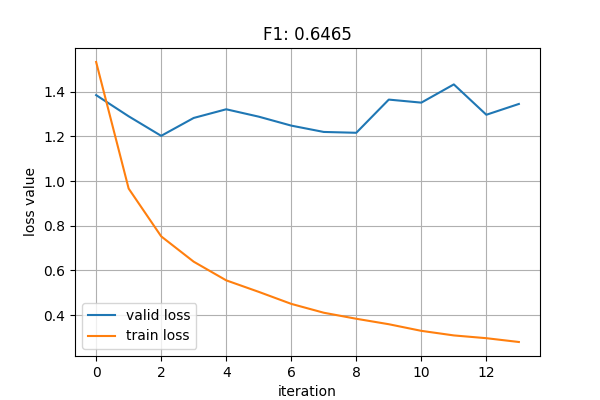 F1: 0.6465
1.4
1.2
1.0
0.8
0.6
0.4
loss value
valid loss
train loss
0 2 4 6 8 10 12
iteration